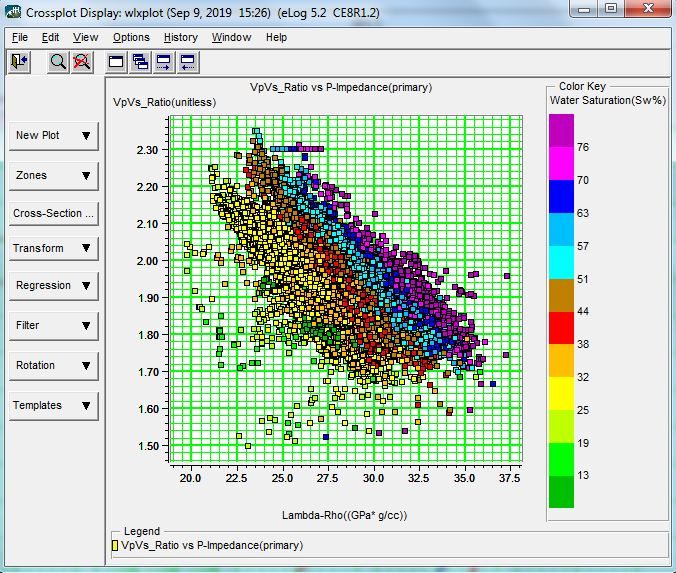 Crossplot Display: wlxplot (Sep 9, 2019 15:26) (eLog 5.2 CE8R1.2)
File Edit View Options History Window Help
VpVs_Ratio vs P-Impedance(primary)
VpVs_Ratio(unitless)
Color Key
Water Saturation(Sw%)
New Plot
Zones
Cross-Section ...
Transform
Regression
Filter
Rotation
Templates
2.30
2.20
2.10
2.00
1.90
1.80
1.70
1.60
1.50
20.0 22.5 25.0 27.5 30.0 32.5 35.0 37.5
Lambda-Rho((GPa* g/cc))
76
70
63
57
51
44
38
32
25
19
13
Legend
VpVs_Ratio vs P-Impedance(primary)